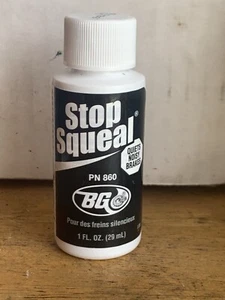 Stop
Squeal®
QUIETS
NOISY
BRAKES
PN 860
BG
Pour des freins silencieux
1 FL. OZ. (29 mL)